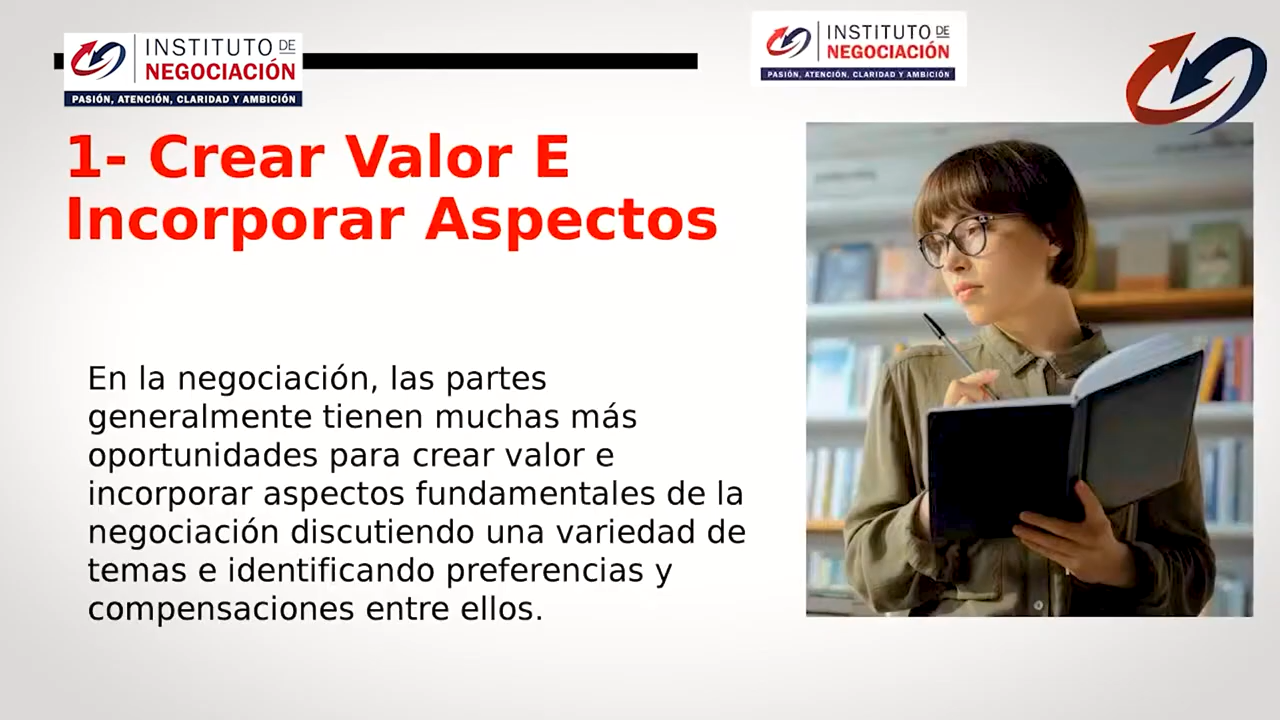 INSTITUTO DE
NEGOCIACIÓN
PASIÓN, ATENCIÓN, CLARIDAD Y AMBICIÓN
INSTITUTO DE
NEGOCIACIÓN
PASIÓN, ATENCIÓN, CLARIDAD Y AMBICIÓN
1- Crear Valor E
Incorporar Aspectos
En la negociación, las partes
generalmente tienen muchas más
oportunidades para crear valor e
incorporar aspectos fundamentales de la
negociación discutiendo una variedad de
temas e identificando preferencias y
compensaciones entre ellos.